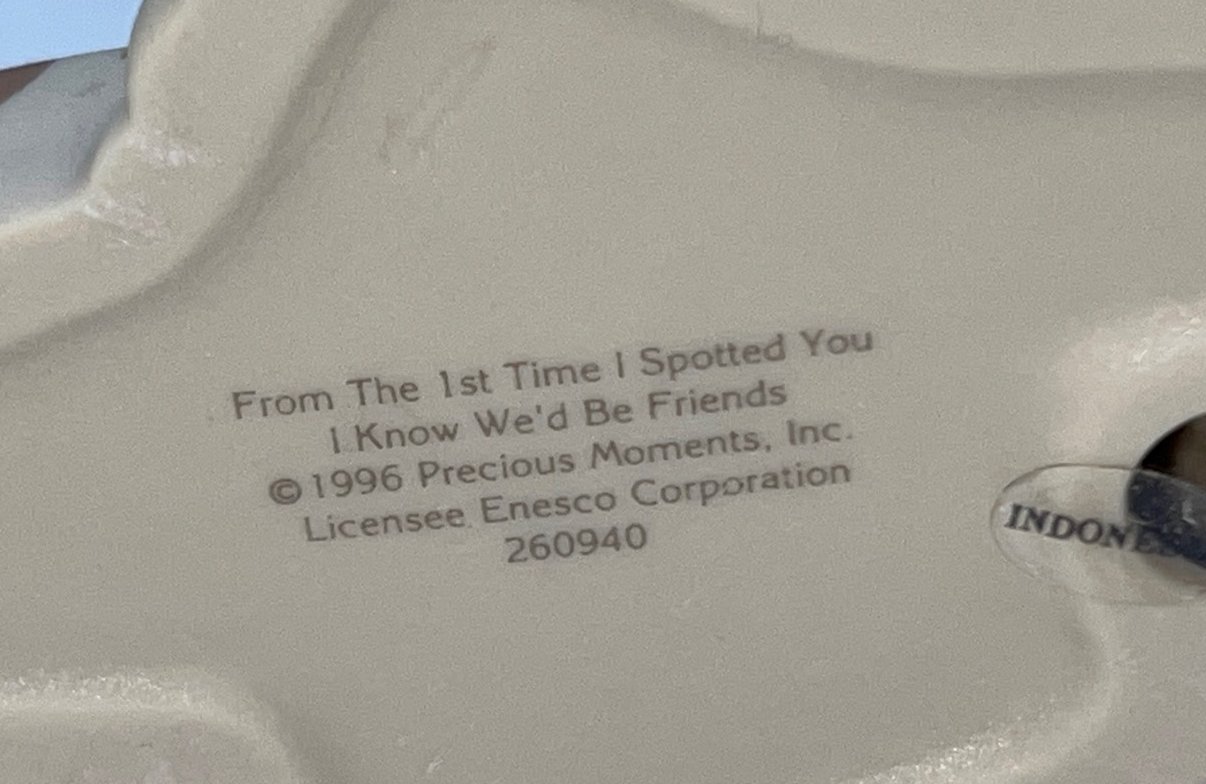 From The 1st Time I Spotted You
I Know We'd Be Friends
©1996 Precious Moments, Inc.
Licensee Enesco Corporation
260940